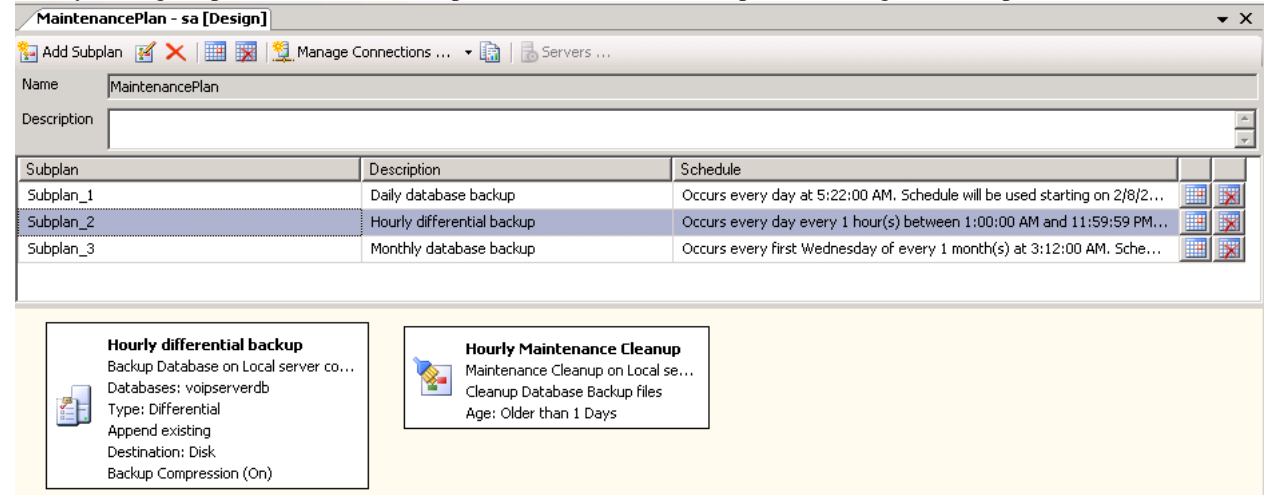 MaintenancePlan - sa [Design]
Add Subplan Manage Connections ... Servers ...
Name MaintenancePlan
Description
Subplan Description Schedule
Subplan_1 Daily database backup Occurs every day at 5:22:00 AM. Schedule will be used starting on 2/8/2...
Subplan_2 Hourly differential backup Occurs every day every 1 hour(s) between 1:00:00 AM and 11:59:59 PM...
Subplan_3 Monthly database backup Occurs every first Wednesday of every 1 month(s) at 3:12:00 AM. Sche...
Hourly differential backup
Backup Database on Local server co...
Databases: voipserverdb
Type: Differential
Append existing
Destination: Disk
Backup Compression (On)
Hourly Maintenance Cleanup
Maintenance Cleanup on Local se...
Cleanup Database Backup files
Age: Older than 1 Days